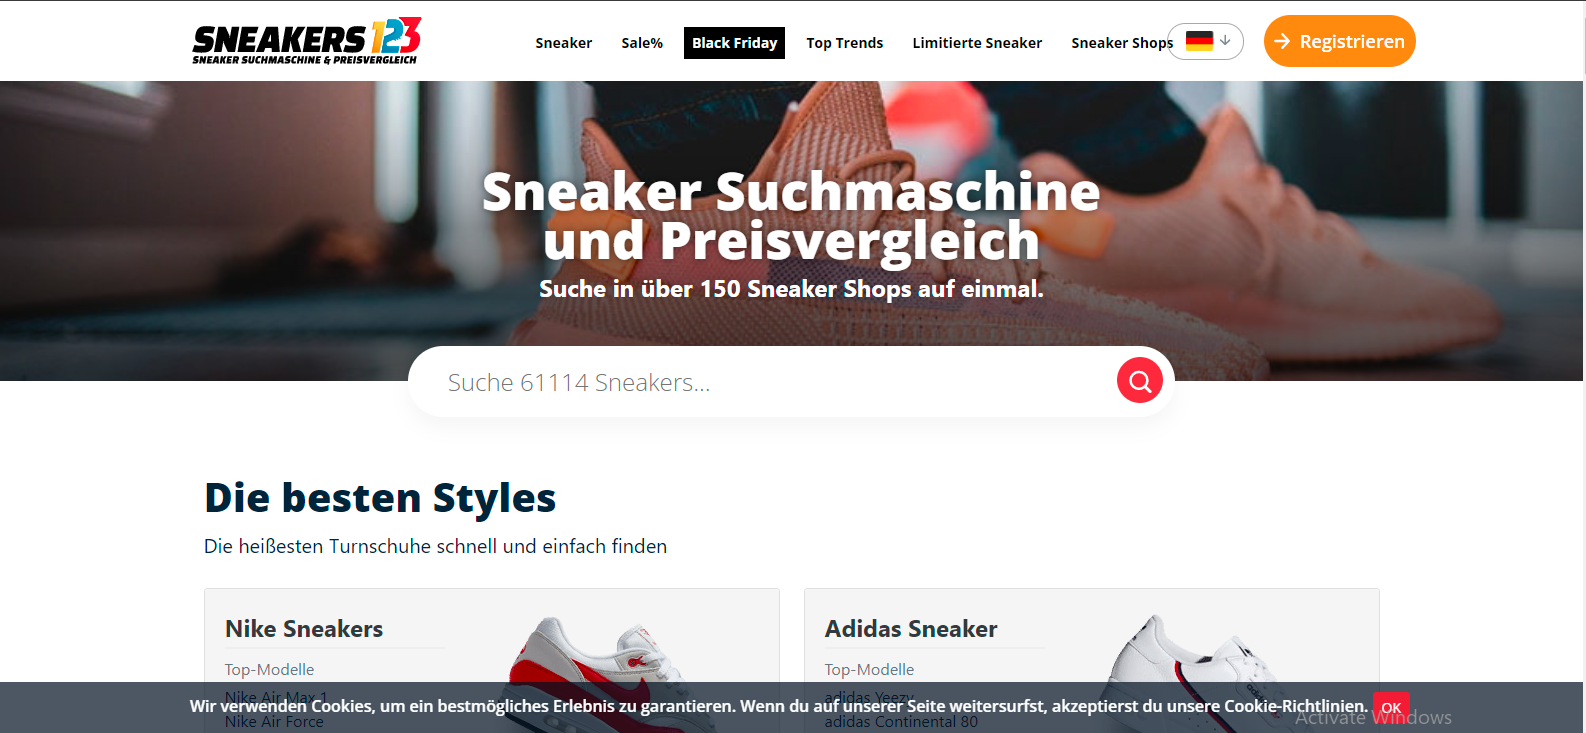 SNEAKERS 123
SNEAKER SUCHMASCHINE & PREISVERGLEICH
Sneaker
Sale%
Black Friday
Top Trends
Limitierte Sneaker
Sneaker Shops
Registrieren
Sneaker Suchmaschine
und Preisvergleich
Suche in über 150 Sneaker Shops auf einmal.
Suche 61114 Sneakers...
Die besten Styles
Die heißesten Turnschuhe schnell und einfach finden
Nike Sneakers
Top-Modelle
Nike Air Max 1
Nike Air Force
Adidas Sneaker
Top-Modelle
adidas Yeezy
adidas Continental 80
Wir verwenden Cookies, um ein bestmögliches Erlebnis zu garantieren. Wenn du auf unserer Seite weitersurfst, akzeptierst du unsere Cookie-Richtlinien.
OK
Activate Windows